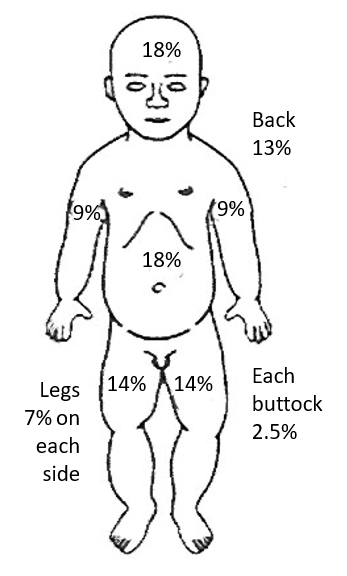 18%
Back
13%
9%
9%
18%
14%
14%
Legs
7% on
each
side
Each
buttock
2.5%